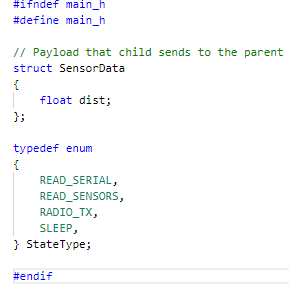 #ifndef main_h
#define main_h
// Payload that child sends to the parent
struct SensorData
{
    float dist;
};
typedef enum
{
    READ_SERIAL,
    READ_SENSORS,
    RADIO_TX,
    SLEEP,
} StateType;
#endif